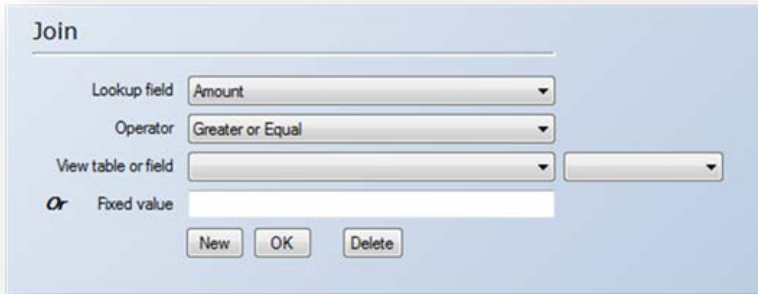 Join
Lookup field Amount
Operator Greater or Equal
View table or field
Or Fixed value
New OK Delete